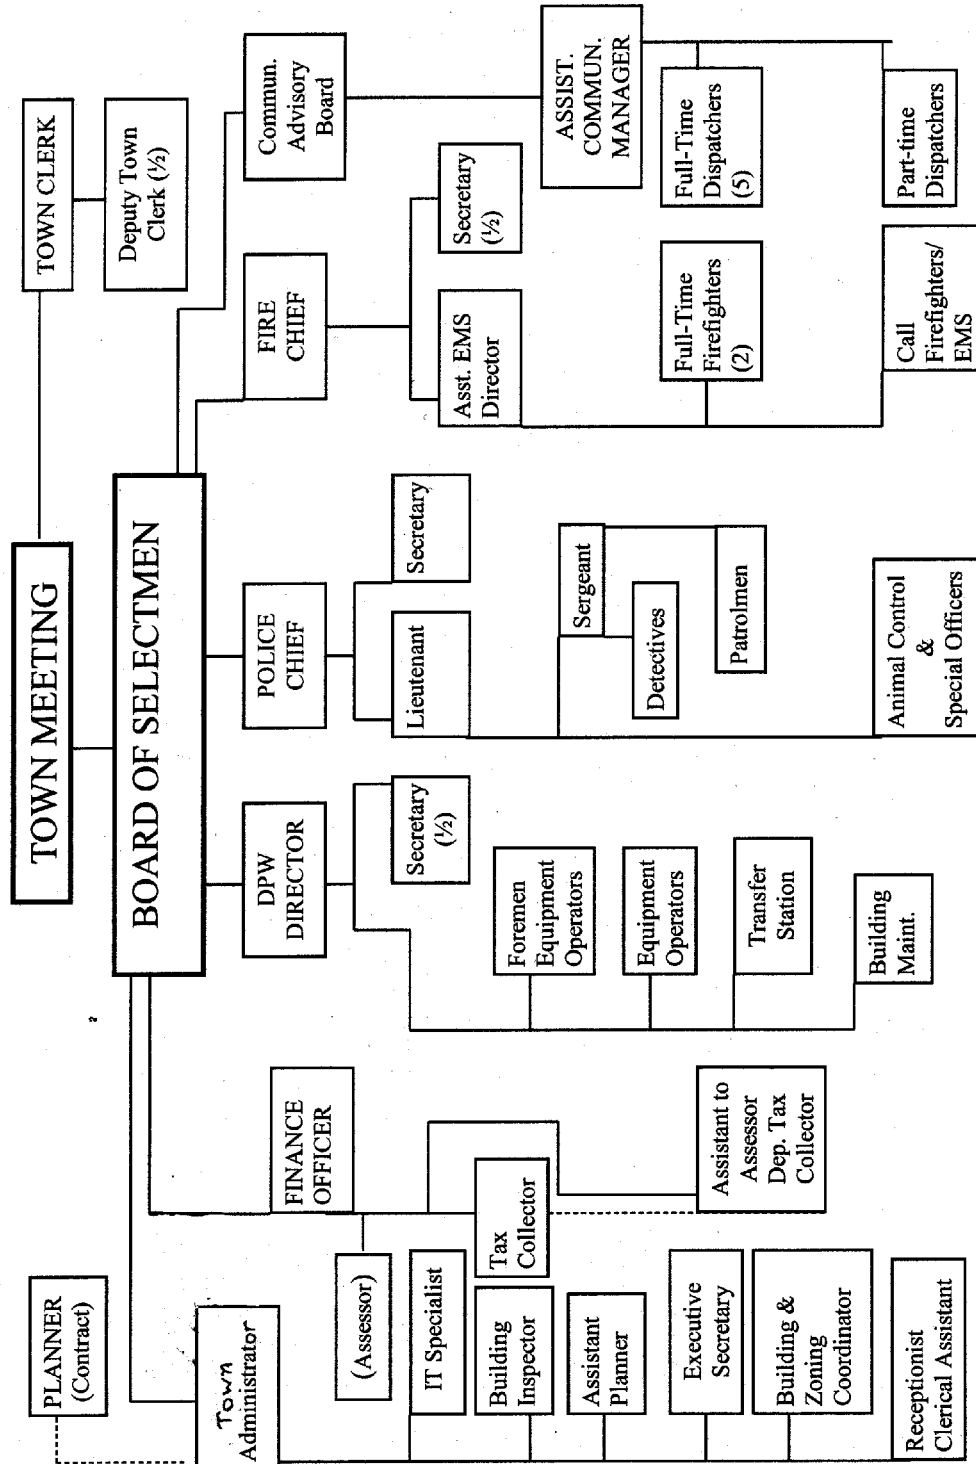 TOWN MEETING
TOWN CLERK
Deputy Town
Clerk (½)
BOARD OF SELECTMEN
PLANNER
(Contract)
Town
Administrator
FINANCE
OFFICER
DPW
DIRECTOR
POLICE
CHIEF
FIRE
CHIEF
Commun.
Advisory
Board
(Assessor)
IT Specialist
Building
Inspector
Tax
Collector
Assistant
Planner
Executive
Secretary
Building &
Zoning
Coordinator
Receptionist
Clerical Assistant
Assistant to
Assessor
Dep. Tax
Collector
Secretary
(½)
Foremen
Equipment
Operators
Equipment
Operators
Transfer
Station
Building
Maint.
Lieutenant
Secretary
Sergeant
Detectives
Patrolmen
Animal Control
&
Special Officers
Asst. EMS
Director
Secretary
(½)
Full-Time
Firefighters
(2)
Call
Firefighters/
EMS
ASSIST.
COMMUN.
MANAGER
Full-Time
Dispatchers
(5)
Part-time
Dispatchers